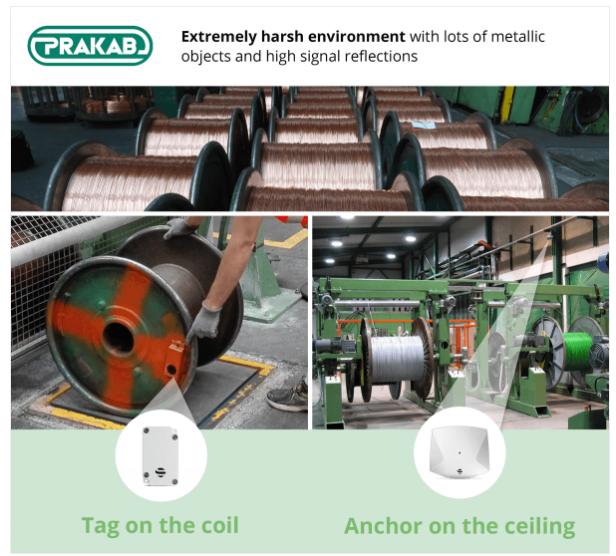 PRAKAB
Extremely harsh environment with lots of metallic
objects and high signal reflections
Tag on the coil
Anchor on the ceiling